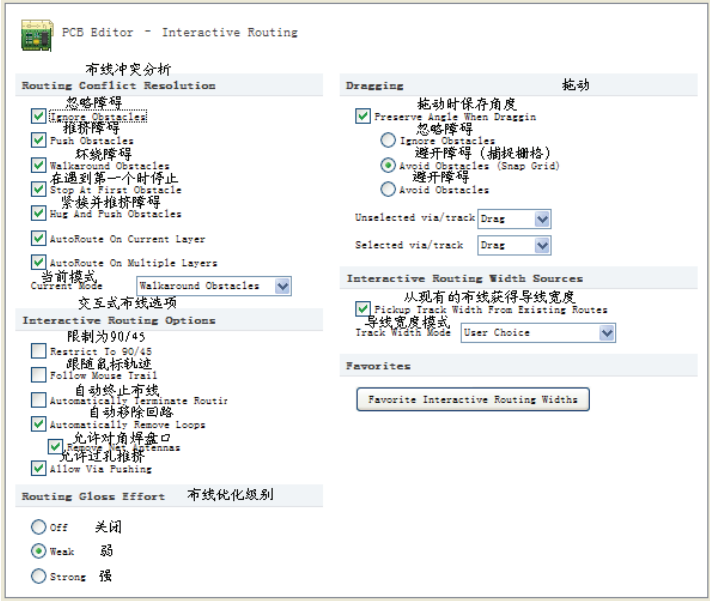 PCB Editor - Interactive Routing
布线冲突分析
Routing Conflict Resolution
忽略障碍
Ignore Obstacles
推挤障碍
Push Obstacles
环绕障碍
Walkaround Obstacles
在遇到第一个时停止
Stop At First Obstacle
紧挨并推挤障碍
Hug And Push Obstacles
AutoRoute On Current Layer
AutoRoute On Multiple Layers
当前模式
Current Mode Walkaround Obstacles
交互式布线选项
Interactive Routing Options
限制为90/45
Restrict To 90/45
跟随鼠标轨迹
Follow Mouse Trail
自动终止布线
Automatically Terminate Routir
自动移除回路
Automatically Remove Loops
允许对角焊盘口
Remove Net Antennas
允许过孔推挤
Allow Via Pushing
Routing Gloss Effort 布线优化级别
Off 关闭
Weak 弱
Strong 强
Dragging 拖动
拖动时保存角度
Preserve Angle When Draggin
忽略障碍
Ignore Obstacles
避开障碍（捕捉栅格）
Avoid Obstacles (Snap Grid)
避开障碍
Avoid Obstacles
Unselected via/track Drag
Selected via/track Drag
Interactive Routing Width Sources
从现有的布线获得导线宽度
Pickup Track Width From Existing Routes
导线宽度模式
Track Width Mode User Choice
Favorites
Favorite Interactive Routing Widths